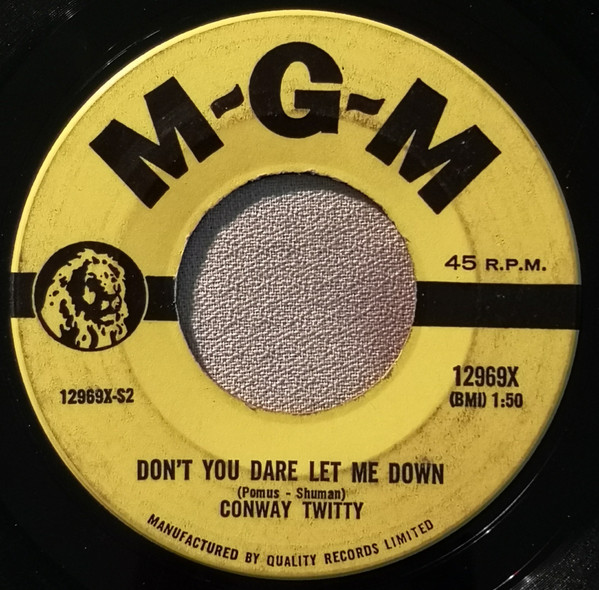 M-G-M
45 R.P.M.
12969X-S2
12969X
(BMI) 1:50
DON'T YOU DARE LET ME DOWN
(Pomus - Shuman)
CONWAY TWITTY
MANUFACTURED BY QUALITY RECORDS LIMITED